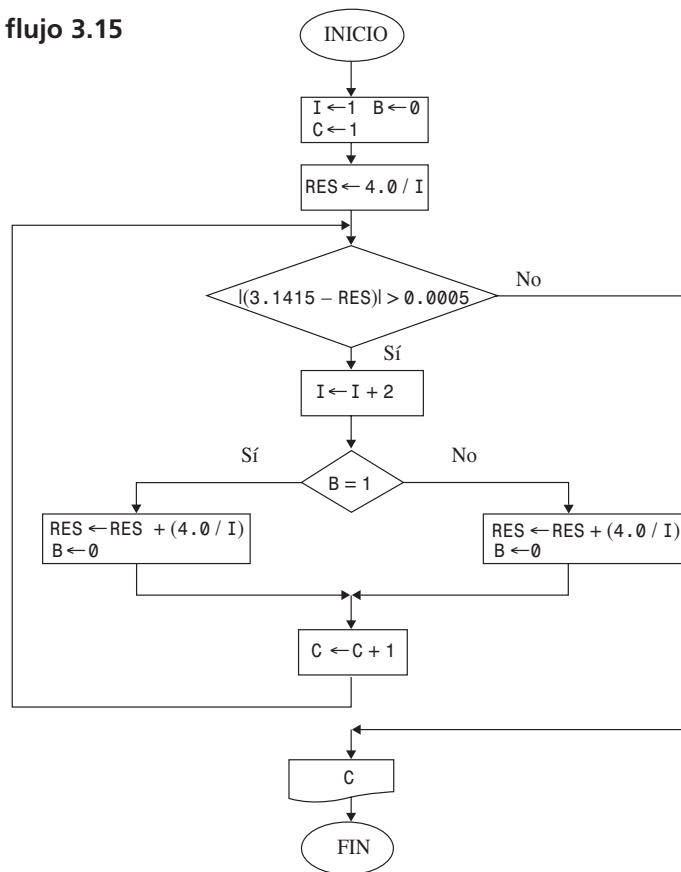 flujo 3.15
INICIO
I ← 1 B ← 0
C ← 1
RES ← 4.0 / I
|(3.1415 – RES)| > 0.0005
No
Sí
I ← I + 2
Sí
No
B = 1
RES ← RES + (4.0 / I)
B ← 0
RES ← RES + (4.0 / I)
B ← 0
C ← C + 1
C
FIN